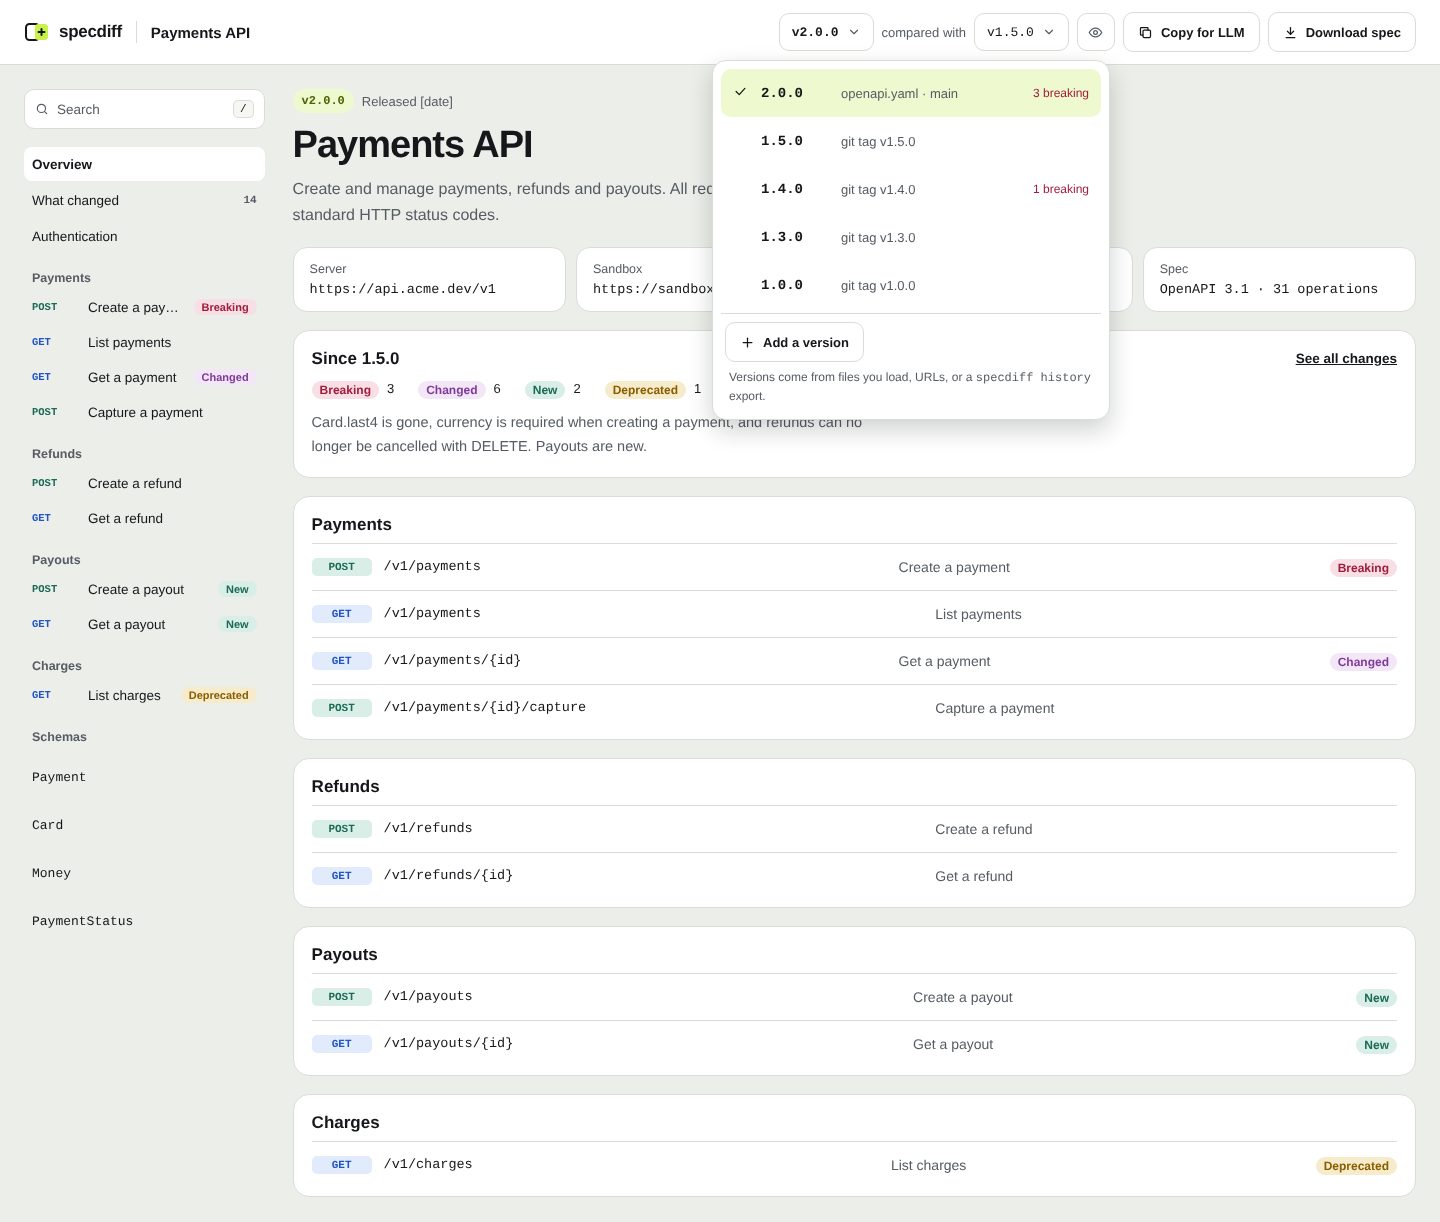 specdiff
Payments API
v2.0.0
compared with
v1.5.0
Copy for LLM
Download spec
Search
/
Overview
What changed 14
Authentication
Payments
POST Create a pay… Breaking
GET List payments
GET Get a payment Changed
POST Capture a payment
Refunds
POST Create a refund
GET Get a refund
Payouts
POST Create a payout New
GET Get a payout New
Charges
GET List charges Deprecated
Schemas
Payment
Card
Money
PaymentStatus
v2.0.0 Released [date]
Payments API
Create and manage payments, refunds and payouts. All
standard HTTP status codes.
2.0.0 openapi.yaml · main 3 breaking
1.5.0 git tag v1.5.0
1.4.0 git tag v1.4.0 1 breaking
1.3.0 git tag v1.3.0
1.0.0 git tag v1.0.0
Add a version
Versions come from files you load, URLs, or a specdiff history
export.
Server
https://api.acme.dev/v1
Sandbox
https://sandbox
Spec
OpenAPI 3.1 · 31 operations
Since 1.5.0
See all changes
Breaking 3 Changed 6 New 2 Deprecated 1
Card.last4 is gone, currency is required when creating a payment, and refunds can no
longer be cancelled with DELETE. Payouts are new.
Payments
POST /v1/payments Create a payment Breaking
GET /v1/payments List payments
GET /v1/payments/{id} Get a payment Changed
POST /v1/payments/{id}/capture Capture a payment
Refunds
POST /v1/refunds Create a refund
GET /v1/refunds/{id} Get a refund
Payouts
POST /v1/payouts Create a payout New
GET /v1/payouts/{id} Get a payout New
Charges
GET /v1/charges List charges Deprecated